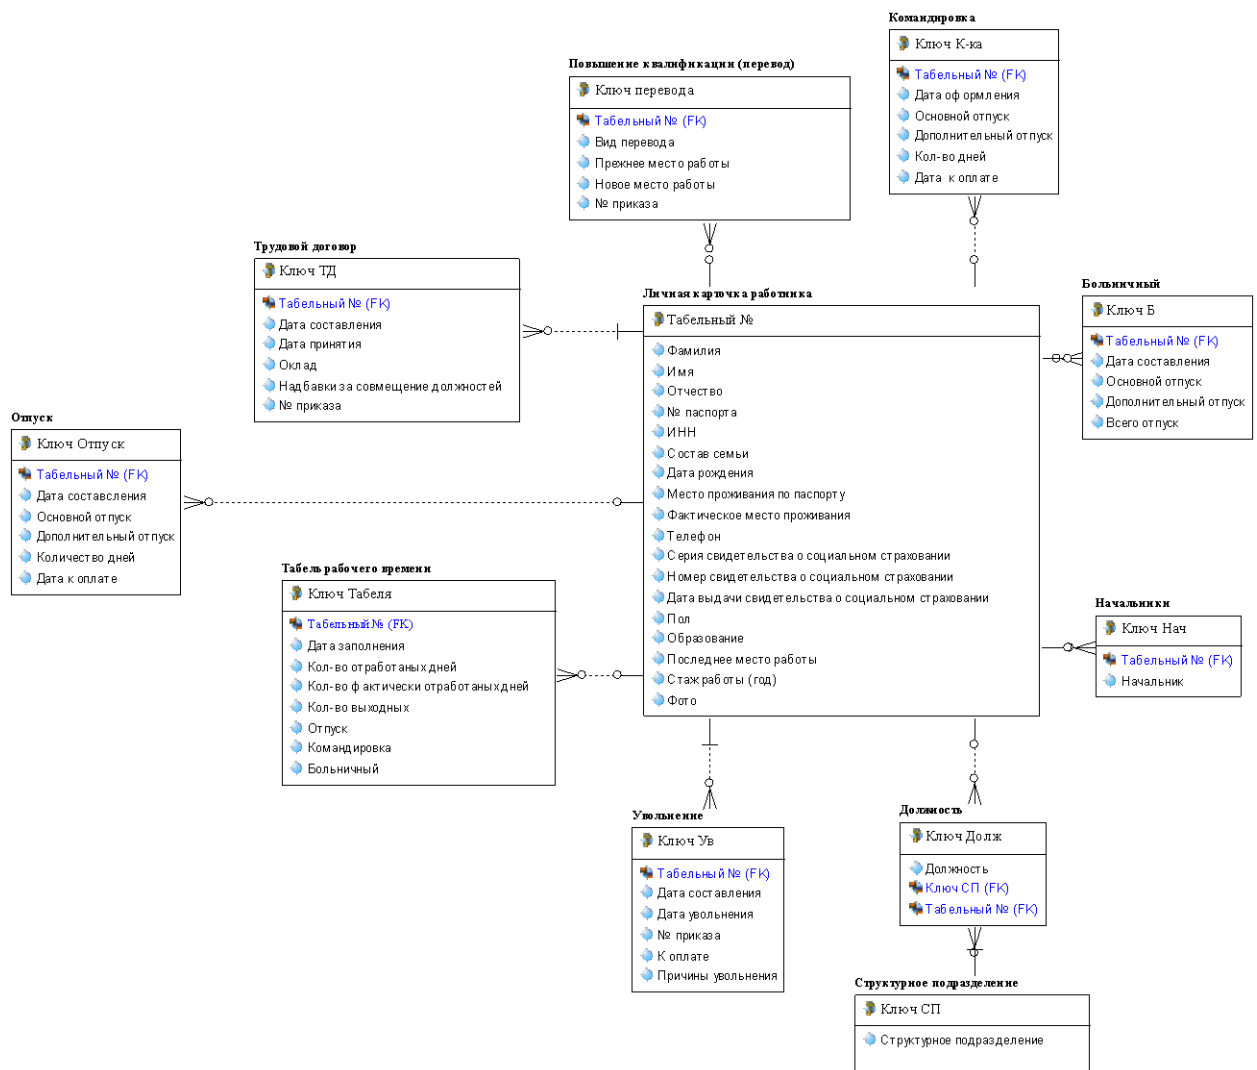 Командировка
Ключ К-ка
Табельный № (FK)
Дата оформления
Основной отпуск
Дополнительный отпуск
Кол-во дней
Дата к оплате
Повышение квалификации (перевод)
Ключ перевода
Табельный № (FK)
Вид перевода
Прежнее место работы
Новое место работы
№ приказа
Трудовой договор
Ключ ТД
Табельный № (FK)
Дата составления
Дата принятия
Оклад
Надбавки за совмещение должностей
№ приказа
Личная карточка работника
Табельный №
Фамилия
Имя
Отчество
№ паспорта
ИНН
Состав семьи
Дата рождения
Место проживания по паспорту
Фактическое место проживания
Телефон
Серия свидетельства о социальном страховании
Номер свидетельства о социальном страховании
Дата выдачи свидетельства о социальном страховании
Пол
Образование
Последнее место работы
Стаж работы (год)
Фото
Больничный
Ключ Б
Табельный № (FK)
Дата составления
Основной отпуск
Дополнительный отпуск
Всего отпуск
Отпуск
Ключ Отпуск
Табельный № (FK)
Дата составсления
Основной отпуск
Дополнительный отпуск
Количество дней
Дата к оплате
Табель рабочего времени
Ключ Табеля
Табельный № (FK)
Дата заполнения
Кол-во отработаных дней
Кол-во фактически отработаных дней
Кол-во выходных
Отпуск
Командировка
Больничный
Начальники
Ключ Нач
Табельный № (FK)
Начальник
Увольнение
Ключ Ув
Табельный № (FK)
Дата составления
Дата увольнения
№ приказа
К оплате
Причины увольнения
Должность
Ключ Долж
Должность
Ключ СП (FK)
Табельный № (FK)
Структурное подразделение
Ключ СП
Структурное подразделение